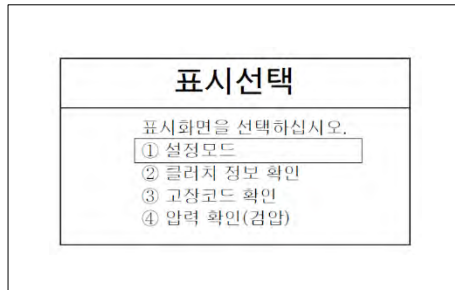 표시선택
표시화면을 선택하십시오.
① 설정모드
② 클러치 정보 확인
③ 고장코드 확인
④ 압력 확인(검압)